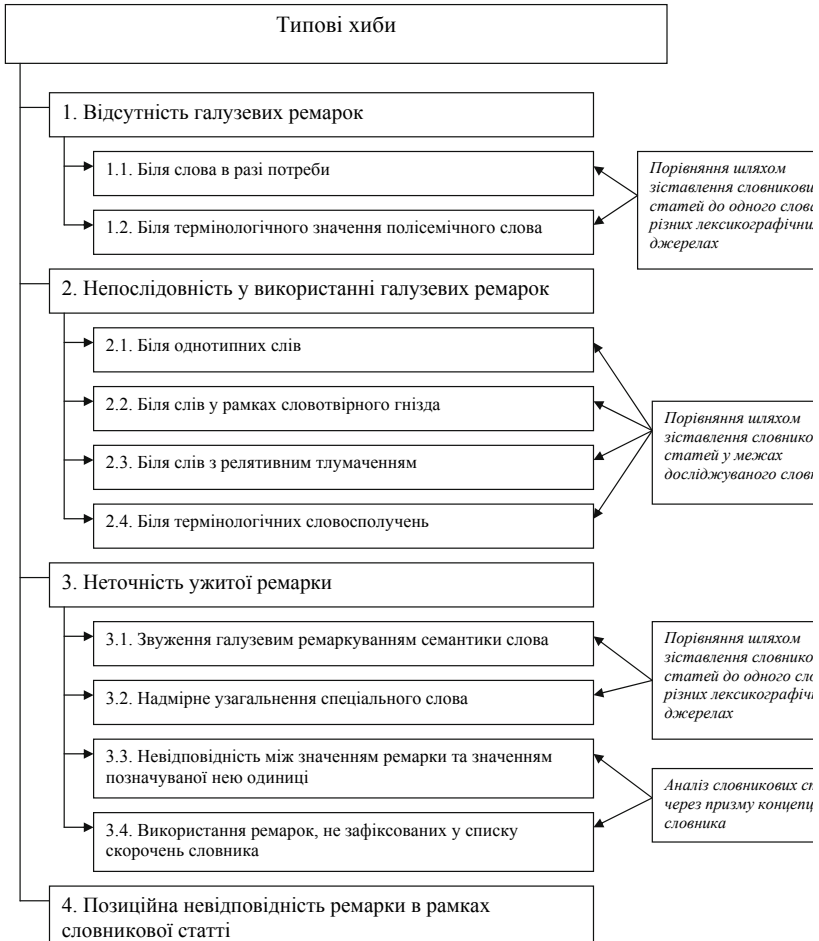 Типові хиби
1. Відсутність галузевих ремарок
1.1. Біля слова в разі потреби
1.2. Біля термінологічного значення полісемічного слова
Порівняння шляхом
зіставлення словникови
статей до одного слова
різних лексикографічни
джерелах
2. Непослідовність у використанні галузевих ремарок
2.1. Біля однотипних слів
2.2. Біля слів у рамках словотвірного гнізда
2.3. Біля слів з релятивним тлумаченням
2.4. Біля термінологічних словосполучень
Порівняння шляхом
зіставлення словнико
статей у межах
досліджуваного словн
3. Неточність ужитої ремарки
3.1. Звуження галузевим ремаркуванням семантики слова
3.2. Надмірне узагальнення спеціального слова
Порівняння шляхом
зіставлення словнико
статей до одного сло
різних лексикографічн
джерелах
3.3. Невідповідність між значенням ремарки та значенням
позначуваної нею одиниці
3.4. Використання ремарок, не зафіксованих у списку
скорочень словника
Аналіз словникових ст
через призму концепц
словника
4. Позиційна невідповідність ремарки в рамках
словникової статті